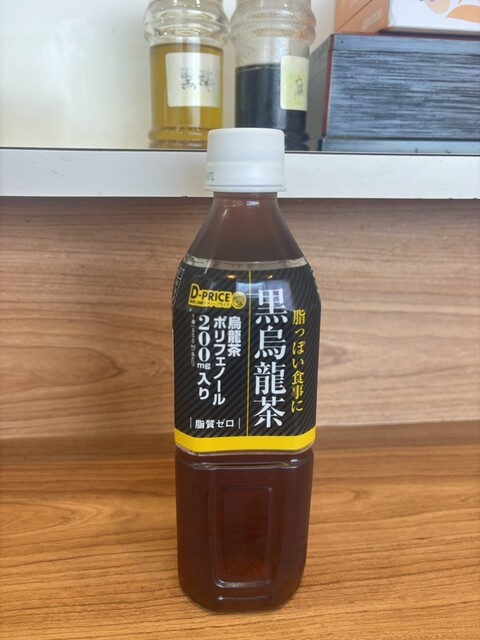 D-PRICE
脂っぽい食事に
黒烏龍茶
烏龍茶
ポリフェノール
200mg入り
脂質ゼロ